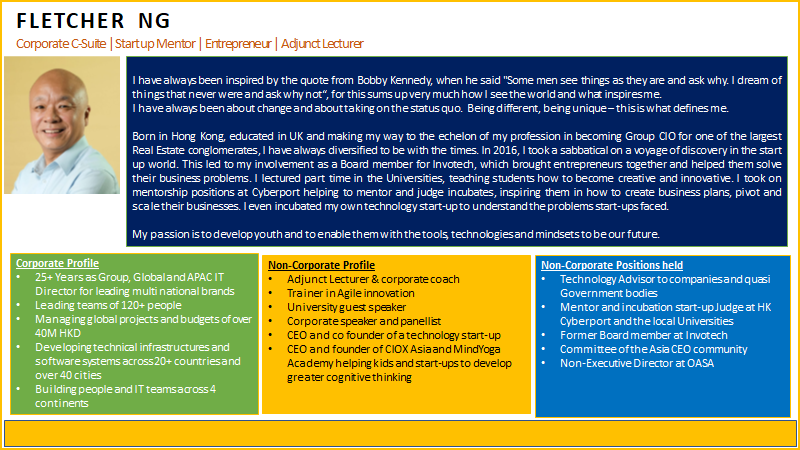 FLETCHER NG
Corporate C-Suite | Start up Mentor | Entrepreneur | Adjunct Lecturer
I have always been inspired by the quote from Bobby Kennedy, when he said "Some men see things as they are and ask why. I dream of
things that never were and ask why not", for this sums up very much how I see the world and what inspires me.
I have always been about change and about taking on the status quo. Being different, being unique – this is what defines me.
Born in Hong Kong, educated in UK and making my way to the echelon of my profession in becoming Group CIO for one of the largest
Real Estate conglomerates, I have always diversified to be with the times. In 2016, I took a sabbatical on a voyage of discovery in the start
up world. This led to my involvement as a Board member for Invotech, which brought entrepreneurs together and helped them solve
their business problems. I lectured part time in the Universities, teaching students how to become creative and innovative. I took on
mentorship positions at Cyberport helping to mentor and judge incubates, inspiring them in how to create business plans, pivot and
scale their businesses. I even incubated my own technology start-up to understand the problems start-ups faced.
My passion is to develop youth and to enable them with the tools, technologies and mindsets to be our future.
Corporate Profile
• 25+ Years as Group, Global and APAC IT
Director for leading multi national brands
• Leading teams of 120+ people
• Managing global projects and budgets of over
40M HKD
• Developing technical infrastructures and
software systems across 20+ countries and
over 40 cities
• Building people and IT teams across 4
continents
Non-Corporate Profile
• Adjunct Lecturer & corporate coach
• Trainer in Agile innovation
• University guest speaker
• Corporate speaker and panellist
• CEO and co founder of a technology start-up
• CEO and founder of CIOX Asia and MindYoga
Academy helping kids and start-ups to develop
greater cognitive thinking
Non-Corporate Positions held
• Technology Advisor to companies and quasi
Government bodies
• Mentor and incubation start-up Judge at HK
Cyberport and the local Universities
• Former Board member at Invotech
• Committee of the Asia CEO community
• Non-Executive Director at OASA